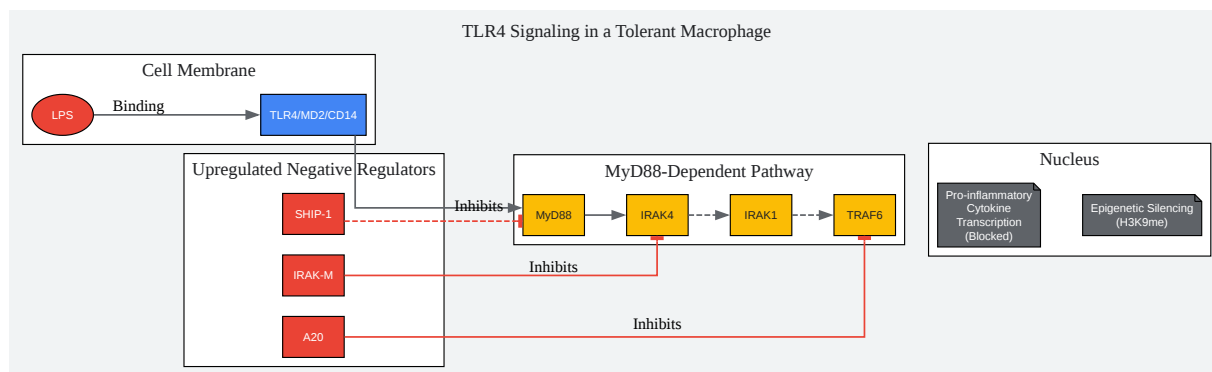 TLR4 Signaling in a Tolerant Macrophage
Cell Membrane
LPS
Binding
TLR4/MD2/CD14
Upregulated Negative Regulators
SHIP-1
Inhibits
IRAK-M
Inhibits
A20
Inhibits
MyD88-Dependent Pathway
MyD88
IRAK4
IRAK1
TRAF6
Nucleus
Pro-inflammatory
Cytokine
Transcription
(Blocked)
Epigenetic Silencing
(H3K9me)